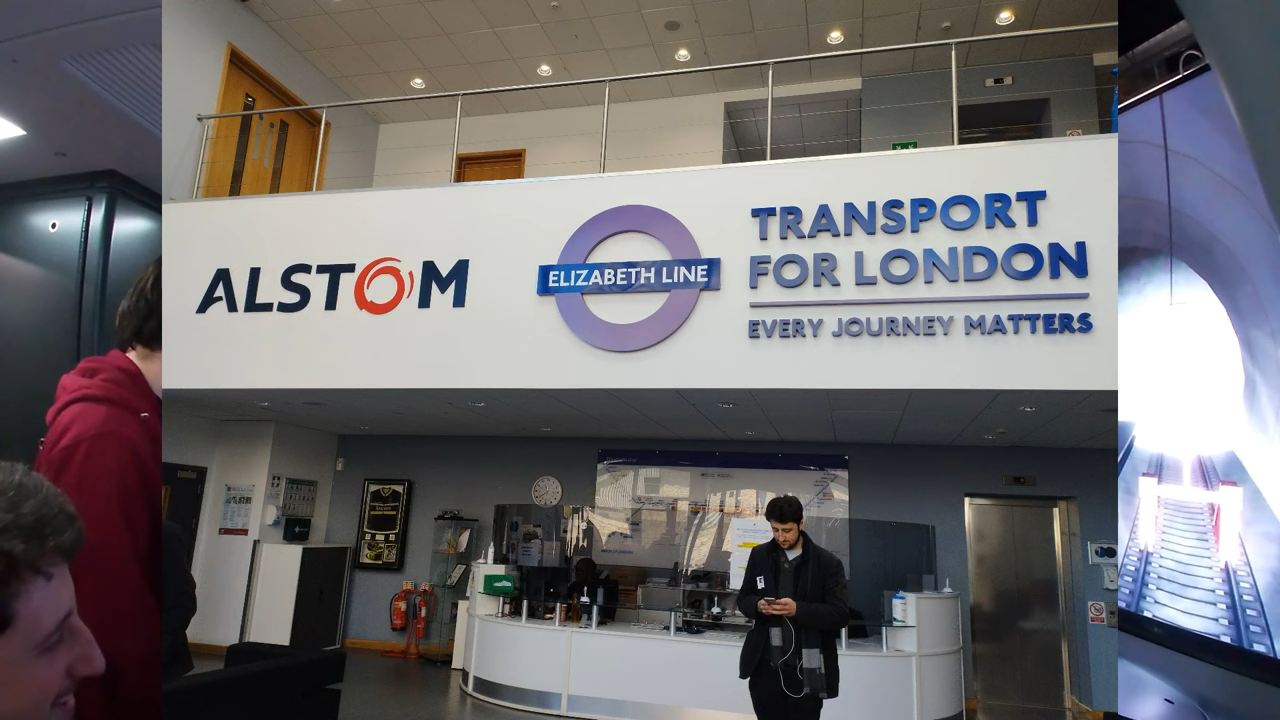 ALSTOM
ELIZABETH LINE
TRANSPORT
FOR LONDON
EVERY JOURNEY MATTERS